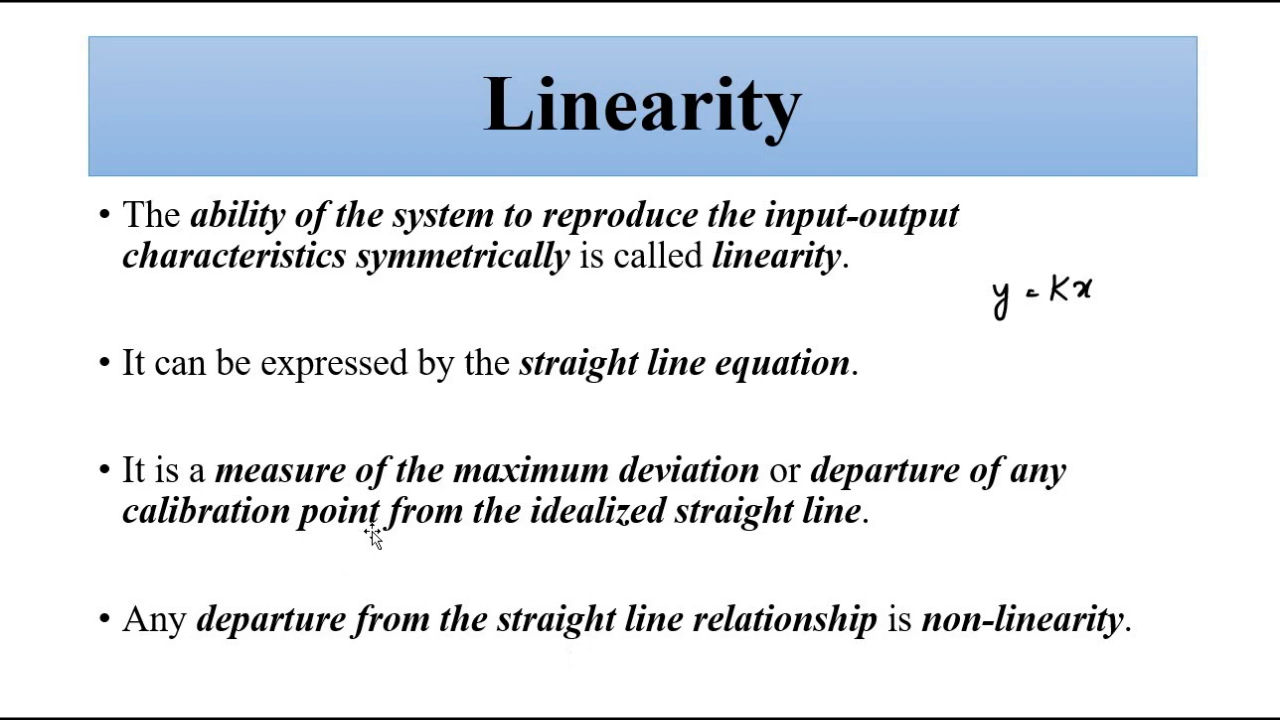 Linearity
• The ability of the system to reproduce the input-output
characteristics symmetrically is called linearity.
y = Kx
• It can be expressed by the straight line equation.
• It is a measure of the maximum deviation or departure of any
calibration point from the idealized straight line.
• Any departure from the straight line relationship is non-linearity.